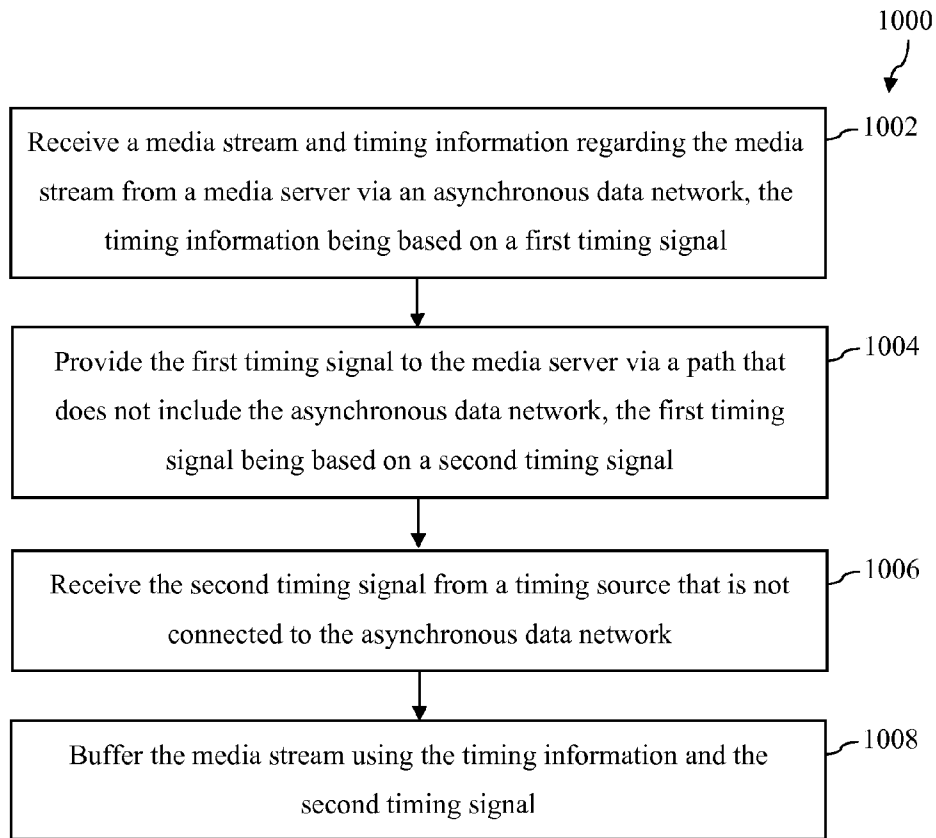 1000
1002
Receive a media stream and timing information regarding the media
stream from a media server via an asynchronous data network, the
timing information being based on a first timing signal
1004
Provide the first timing signal to the media server via a path that
does not include the asynchronous data network, the first timing
signal being based on a second timing signal
1006
Receive the second timing signal from a timing source that is not
connected to the asynchronous data network
1008
Buffer the media stream using the timing information and the
second timing signal